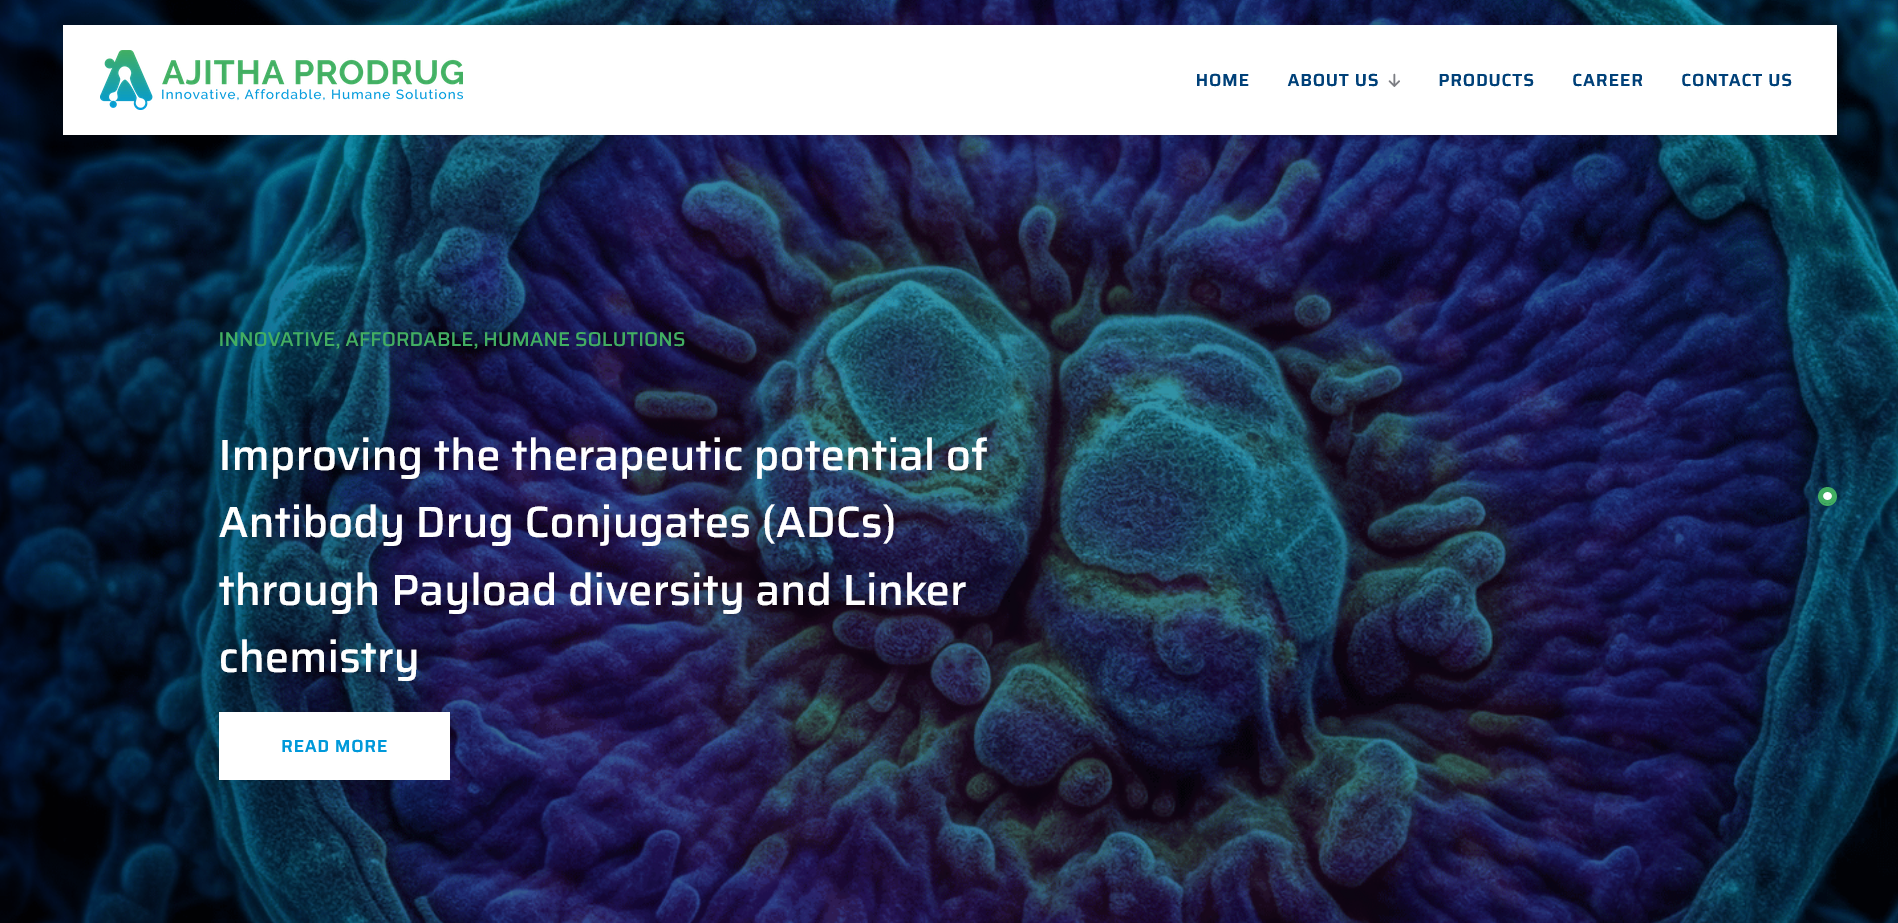 AJITHA PRODRUG
Innovative, Affordable, Humane Solutions
HOME ABOUT US PRODUCTS CAREER CONTACT US
INNOVATIVE, AFFORDABLE, HUMANE SOLUTIONS
Improving the therapeutic potential of
Antibody Drug Conjugates (ADCs)
through Payload diversity and Linker
chemistry
READ MORE